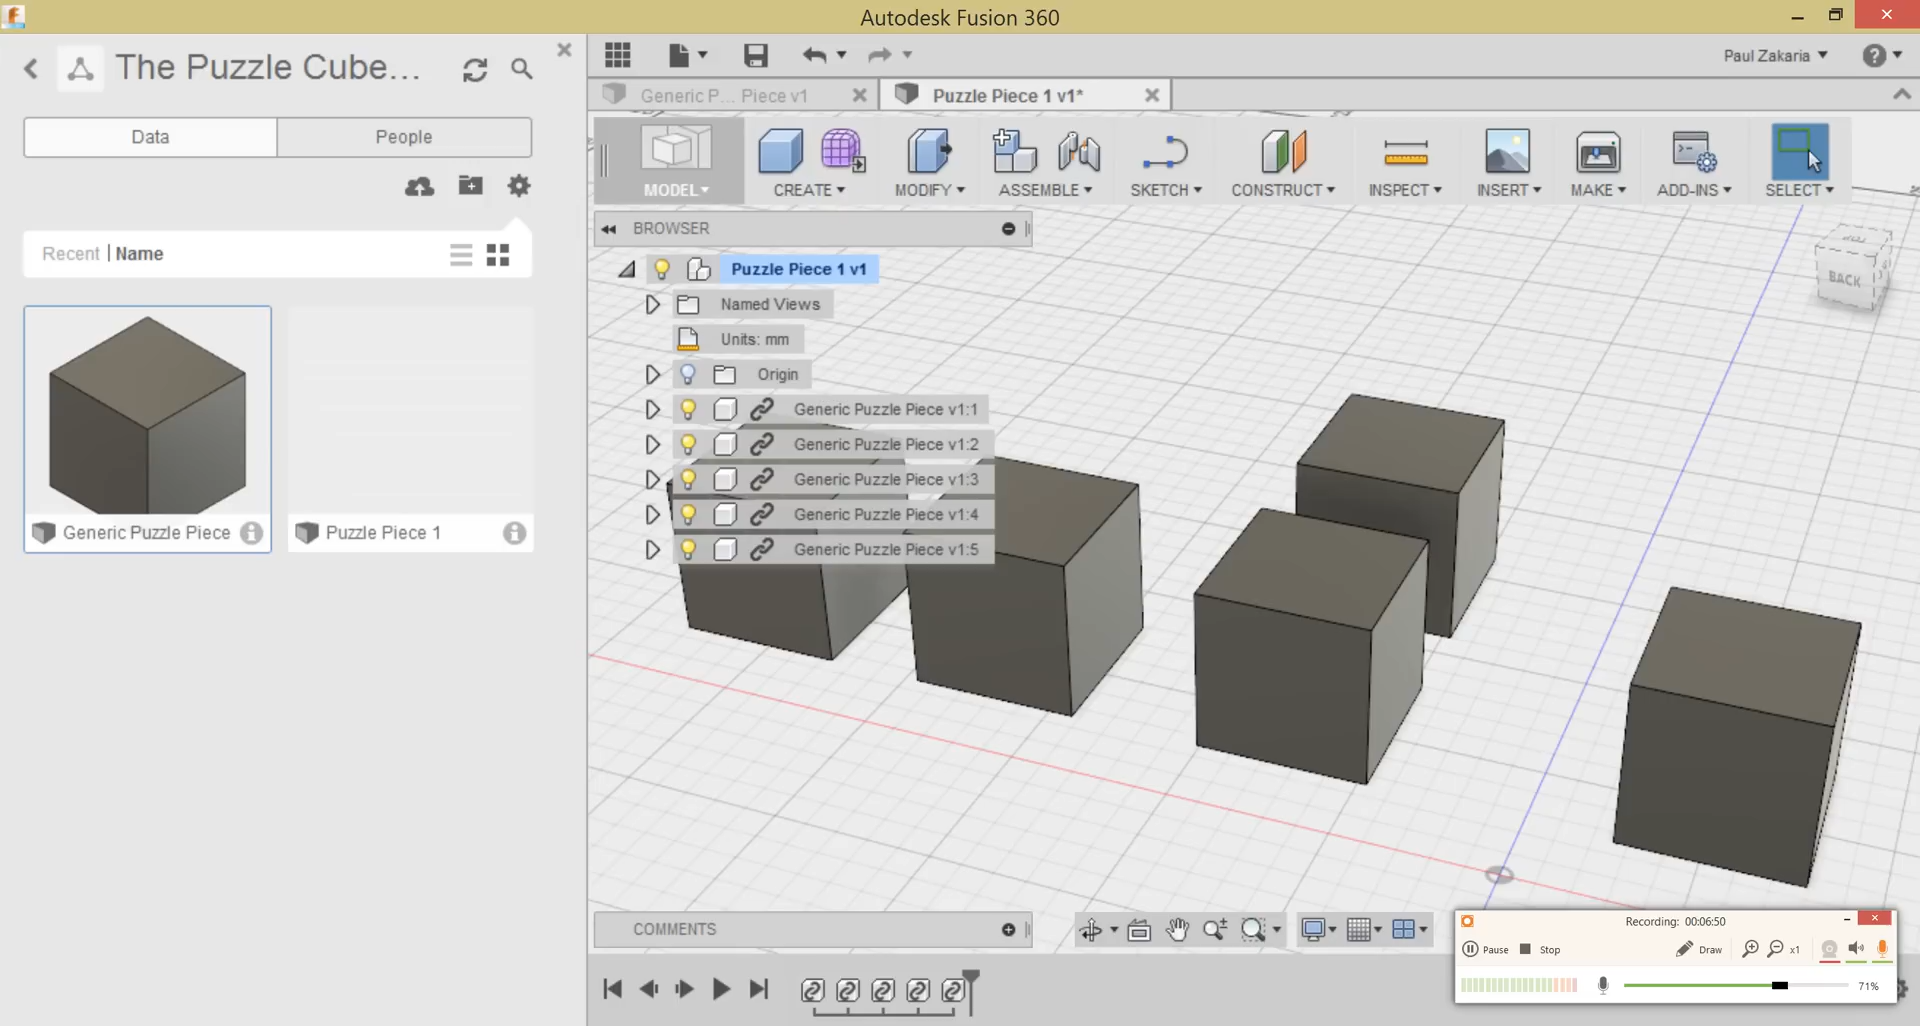 Autodesk Fusion 360
The Puzzle Cube...
Data
People
Recent | Name
Generic Puzzle Piece
Puzzle Piece 1
Paul Zakaria
Generic P... Piece v1
Puzzle Piece 1 v1*
MODEL
CREATE
MODIFY
ASSEMBLE
SKETCH
CONSTRUCT
INSPECT
INSERT
MAKE
ADD-INS
SELECT
BROWSER
Puzzle Piece 1 v1
Named Views
Units: mm
Origin
Generic Puzzle Piece v1:1
Generic Puzzle Piece v1:2
Generic Puzzle Piece v1:3
Generic Puzzle Piece v1:4
Generic Puzzle Piece v1:5
BACK
COMMENTS
Recording: 00:06:50
Pause
Stop
Draw
x1
71%